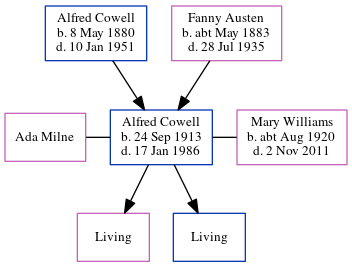 Alfred Cowell
b. 8 May 1880
d. 10 Jan 1951
Fanny Austen
b. abt May 1883
d. 28 Jul 1935
Ada Milne
Alfred Cowell
b. 24 Sep 1913
d. 17 Jan 1986
Mary Williams
b. abt Aug 1920
d. 2 Nov 2011
Living
Living